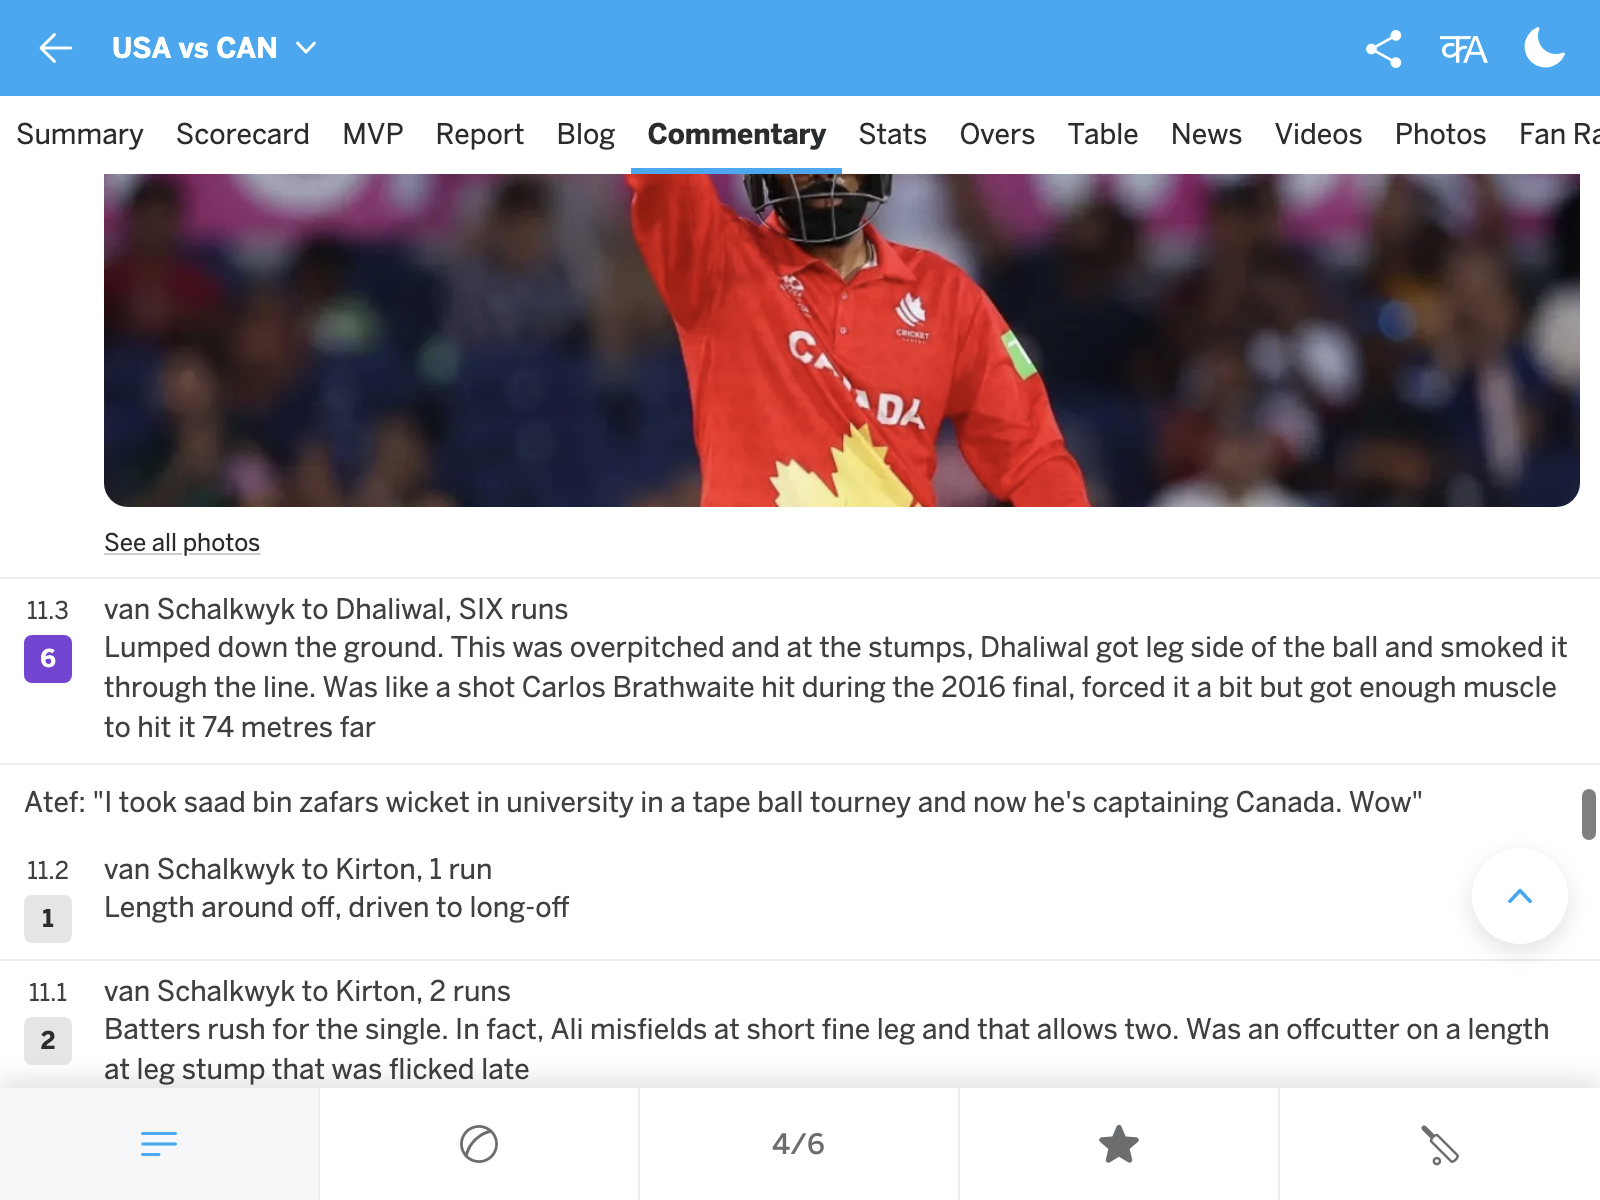 USA vs CAN
क A
Summary Scorecard MVP Report Blog Commentary Stats Overs Table News Videos Photos Fan Ra
CRICKET
CANADA
See all photos
11.3 van Schalkwyk to Dhaliwal, SIX runs
6 Lumped down the ground. This was overpitched and at the stumps, Dhaliwal got leg side of the ball and smoked it
through the line. Was like a shot Carlos Brathwaite hit during the 2016 final, forced it a bit but got enough muscle
to hit it 74 metres far
Atef: "I took saad bin zafars wicket in university in a tape ball tourney and now he's captaining Canada. Wow"
11.2 van Schalkwyk to Kirton, 1 run
1 Length around off, driven to long-off
11.1 van Schalkwyk to Kirton, 2 runs
2 Batters rush for the single. In fact, Ali misfields at short fine leg and that allows two. Was an offcutter on a length
at leg stump that was flicked late
4/6